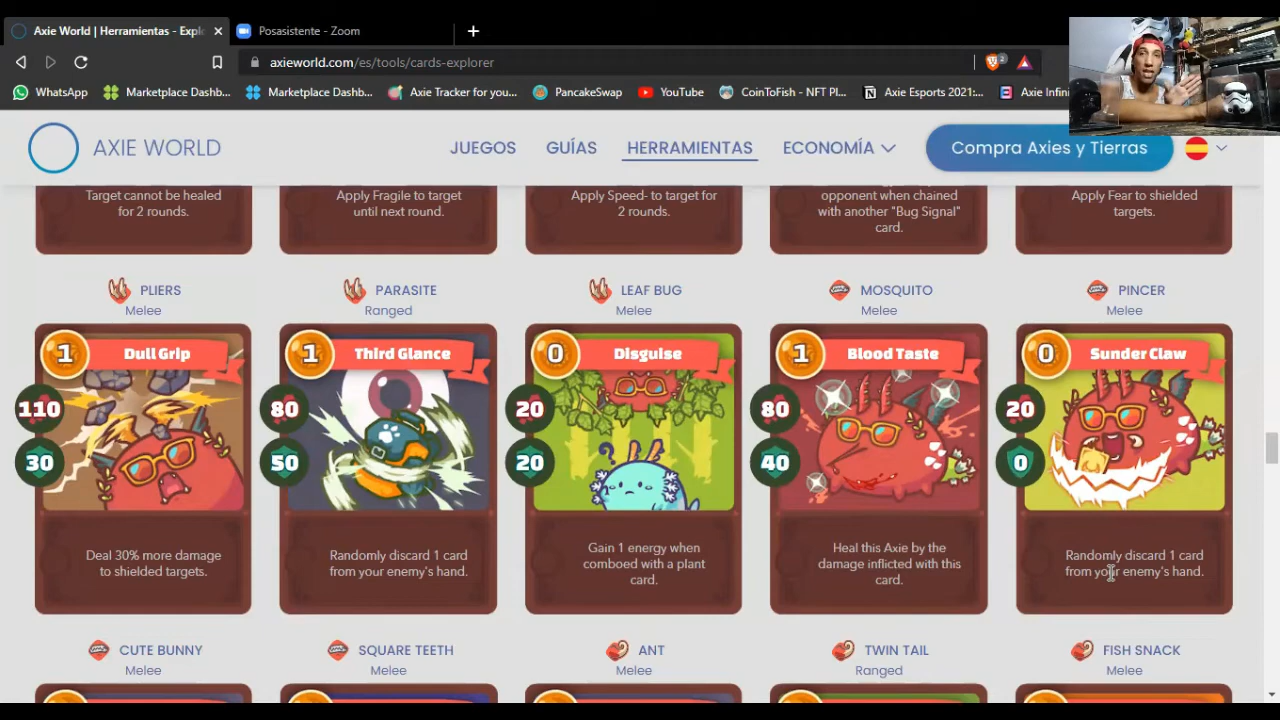 Axie World | Herramientas - Expl
Posasistente - Zoom
axieworld.com/es/tools/cards-explorer
2
WhatsApp
Marketplace Dashb...
Marketplace Dashb...
Axie Tracker for you...
PancakeSwap
YouTube
CoinToFish - NFT Pl...
Axie Esports 2021:...
Axie Infini
AXIE WORLD
JUEGOS
GUÍAS
HERRAMIENTAS
ECONOMÍA
Compra Axies y Tierras
Target cannot be healed
for 2 rounds.
Apply Fragile to target
until next round.
Apply Speed- to target for
2 rounds.
opponent when chained
with another "Bug Signal"
card.
Apply Fear to shielded
targets.
PLIERS
Melee
PARASITE
Ranged
LEAF BUG
Melee
MOSQUITO
Melee
PINCER
Melee
1
Dull Grip
110
30
Deal 30% more damage
to shielded targets.
1
Third Glance
80
50
Randomly discard 1 card
from your enemy's hand.
0
Disguise
20
20
Gain 1 energy when
comboed with a plant
card.
1
Blood Taste
80
40
Heal this Axie by the
damage inflicted with this
card.
0
Sunder Claw
20
0
Randomly discard 1 card
from your enemy's hand.
CUTE BUNNY
Melee
SQUARE TEETH
Melee
ANT
Melee
TWIN TAIL
Ranged
FISH SNACK
Melee